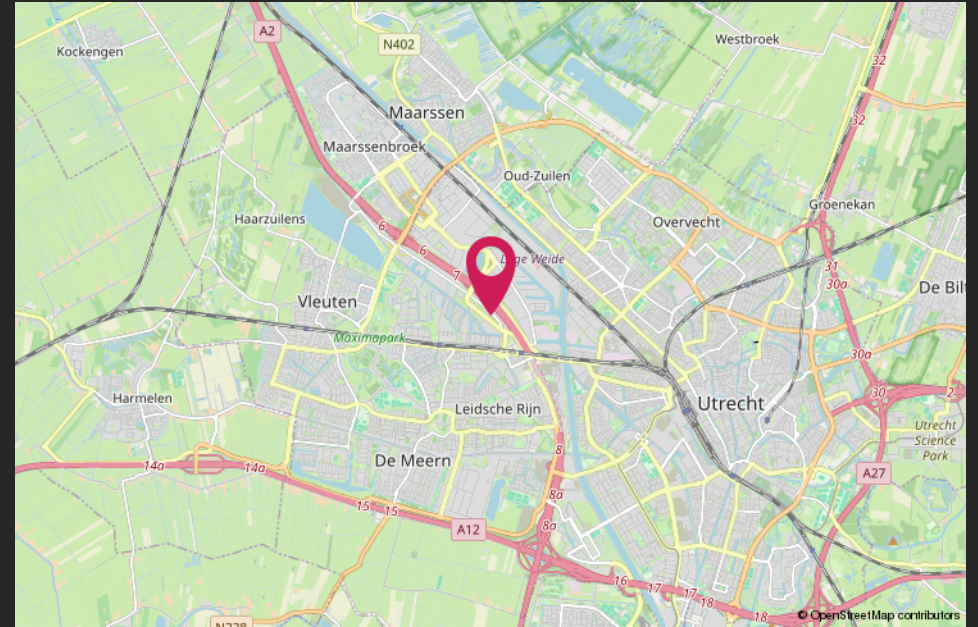 A2
N402
Westbroek
Kockengen
32
Maarssen
32
Maarssenbroek
Oud-Zuilen
Groenekan
Haarzuilens
Overvecht
6
6
Lage Weide
7
31
30a
De Bilt
Vleuten
Maximapark
30a
Harmelen
30
2
Leidsche Rijn
Utrecht
Utrecht
Science
Park
8
De Meern
14a
14a
A27
8a
15
15
A12
8a
16
17
17
18
18
N228
© OpenStreetMap contributors